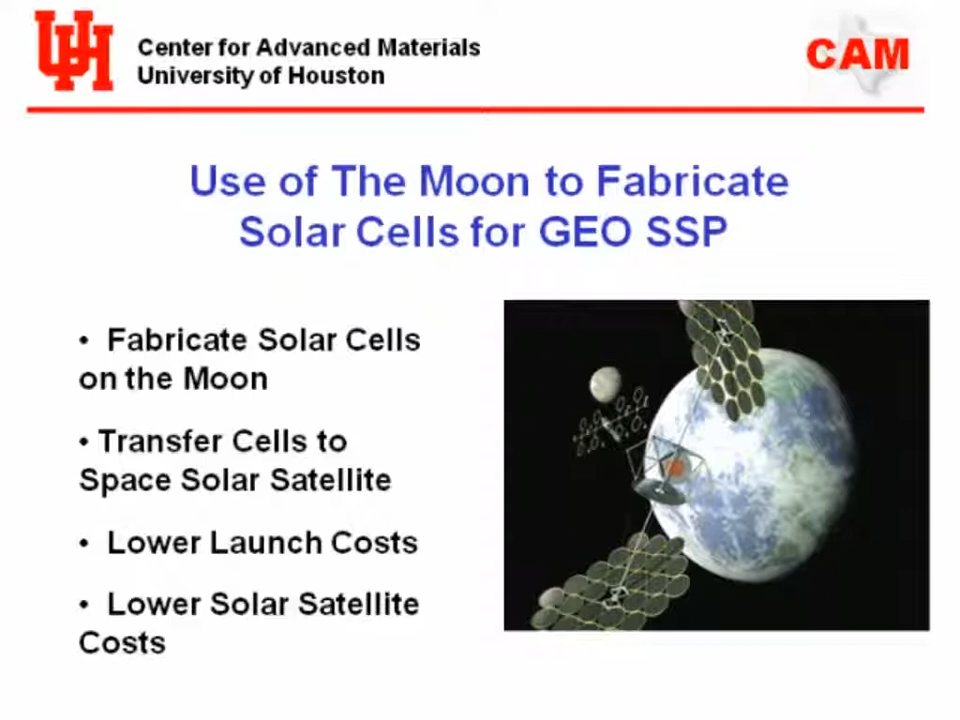 UH
Center for Advanced Materials
University of Houston
CAM
Use of The Moon to Fabricate
Solar Cells for GEO SSP
• Fabricate Solar Cells
on the Moon
• Transfer Cells to
Space Solar Satellite
• Lower Launch Costs
• Lower Solar Satellite
Costs